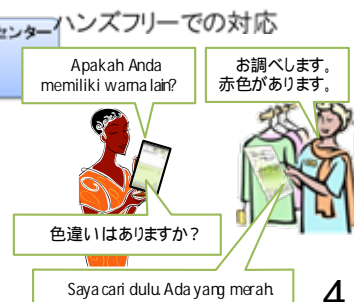 センター
ハンズフリーでの対応
Apakah Anda
memiliki warna lain?
お調べします。
赤色があります。
色違いはありますか？
Saya cari dulu. Ada yang merah.
4